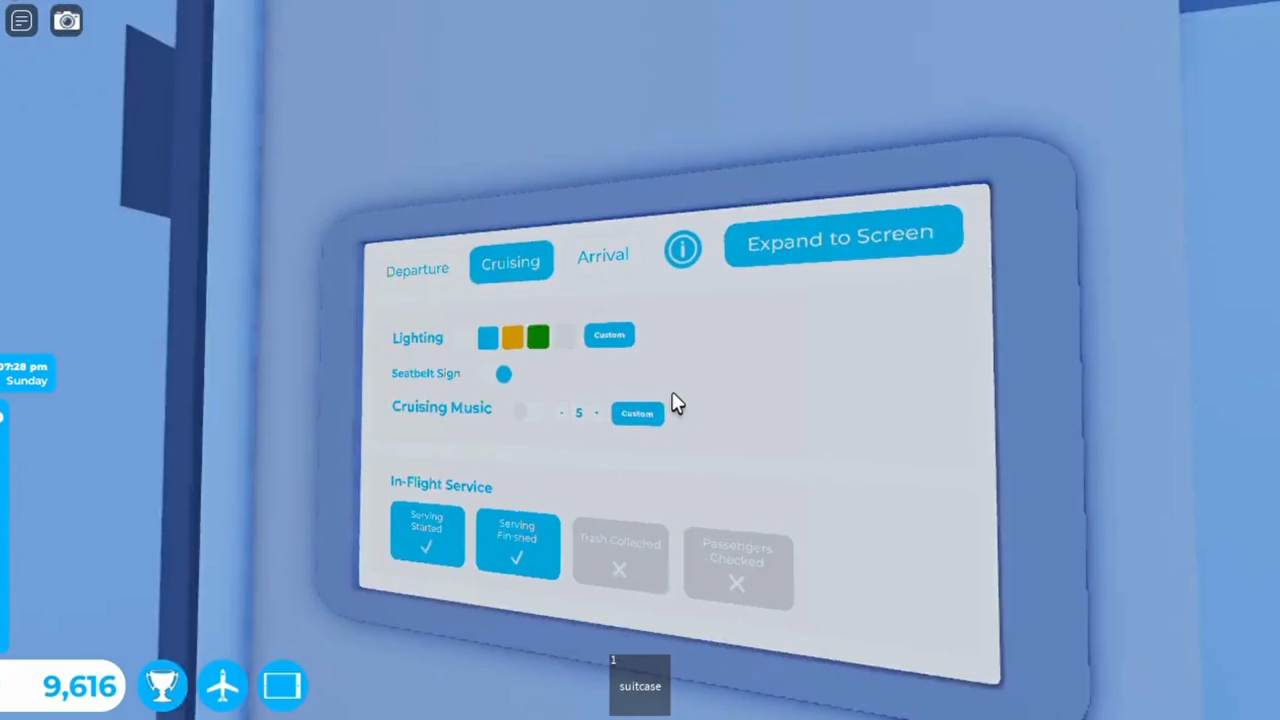 Departure
Cruising
Arrival
i
Expand to Screen
Lighting
Custom
Seatbelt Sign
Cruising Music
- 5 ·
Custom
In-Flight Service
Serving
Started
Serving
Finished
Trash Collected
Passengers
Checked
07:28 pm
Sunday
9,616
1
suitcase